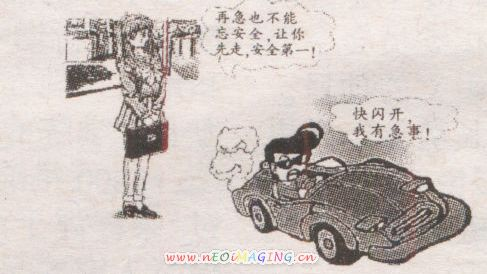 再急也不能
忘安全,让你
先走,安全第一!
快闪开,
我有急事!
www.nEOiMAGING.cn